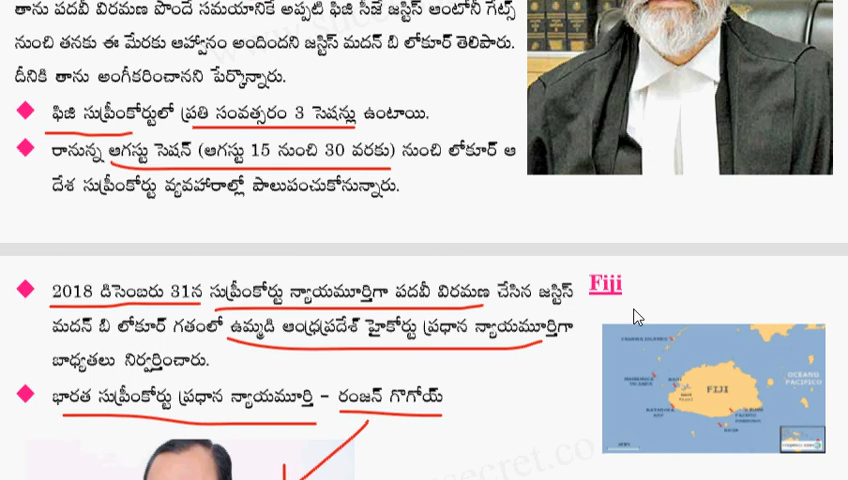 తాను పదవీ విరమణ పొందే సమయానికే అప్పటి ఫిజి సీజే జస్టిస్ ఆంటోనీ గేట్స్
నుంచి తనకు ఈ మేరకు ఆహ్వానం అందిందని జస్టిస్ మదన్ బి లోకూర్ తెలిపారు.
దీనికి తాను అంగీకరించానని పేర్కొన్నారు.
ఫిజి సుప్రీంకోర్టులో ప్రతి సంవత్సరం 3 సెషన్లు ఉంటాయి.
రానున్న ఆగస్టు సెషన్ (ఆగస్టు 15 నుంచి 30 వరకు) నుంచి లోకూర్ ఆ
దేశ సుప్రీంకోర్టు వ్యవహారాల్లో పాలుపంచుకోనున్నారు.
2018 డిసెంబరు 31న సుప్రీంకోర్టు న్యాయమూర్తిగా పదవీ విరమణ చేసిన జస్టిస్
మదన్ బి లోకూర్ గతంలో ఉమ్మడి ఆంధ్రప్రదేశ్ హైకోర్టు ప్రధాన న్యాయమూర్తిగా
బాధ్యతలు నిర్వర్తించారు.
భారత సుప్రీంకోర్టు ప్రధాన న్యాయమూర్తి - రంజన్ గొగోయ్
Fiji
FIJI
OCEANO
PACIFICO